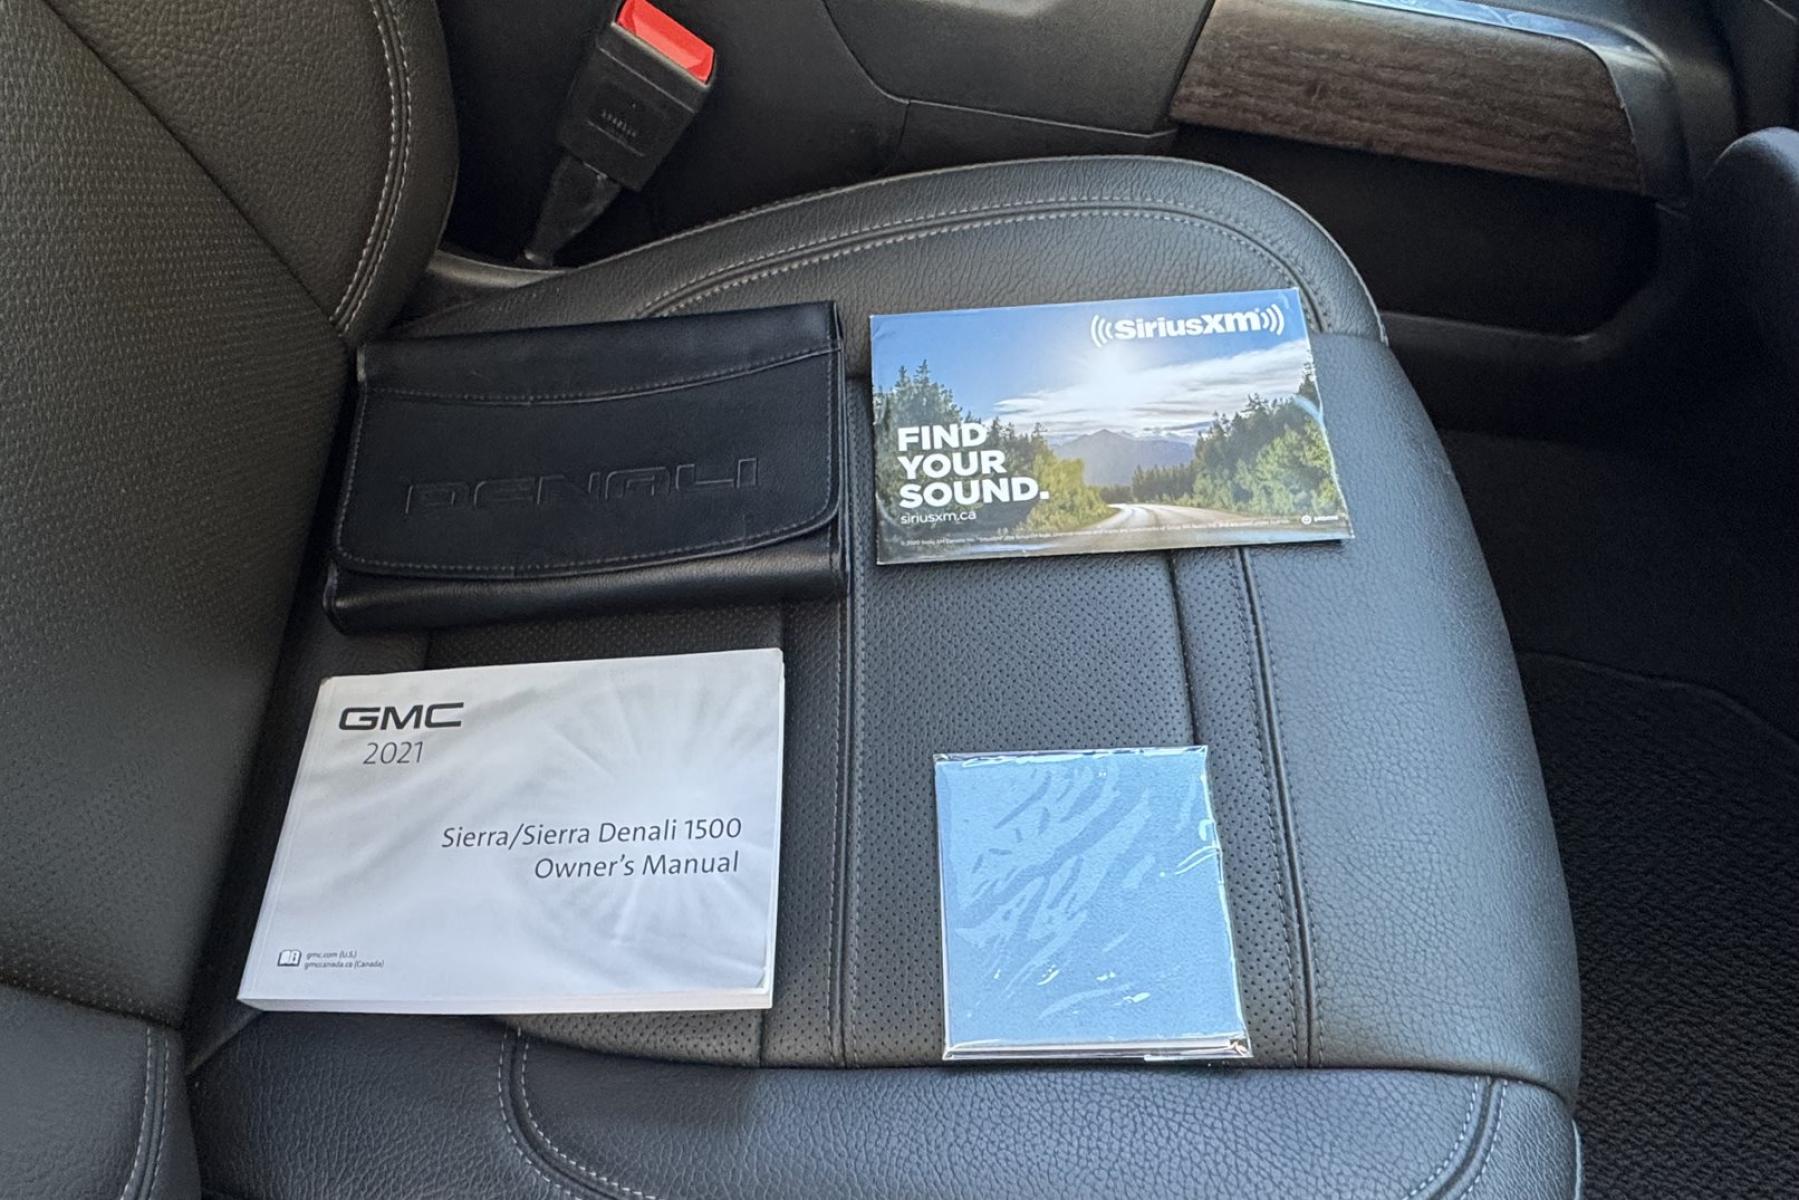 DENALI
((SiriusXM))
FIND
YOUR
SOUND.
siriusxm.ca
GMC
2021
Sierra/Sierra Denali 1500
Owner's Manual
gmc.com (U.S.)
gmccanada.ca (Canada)